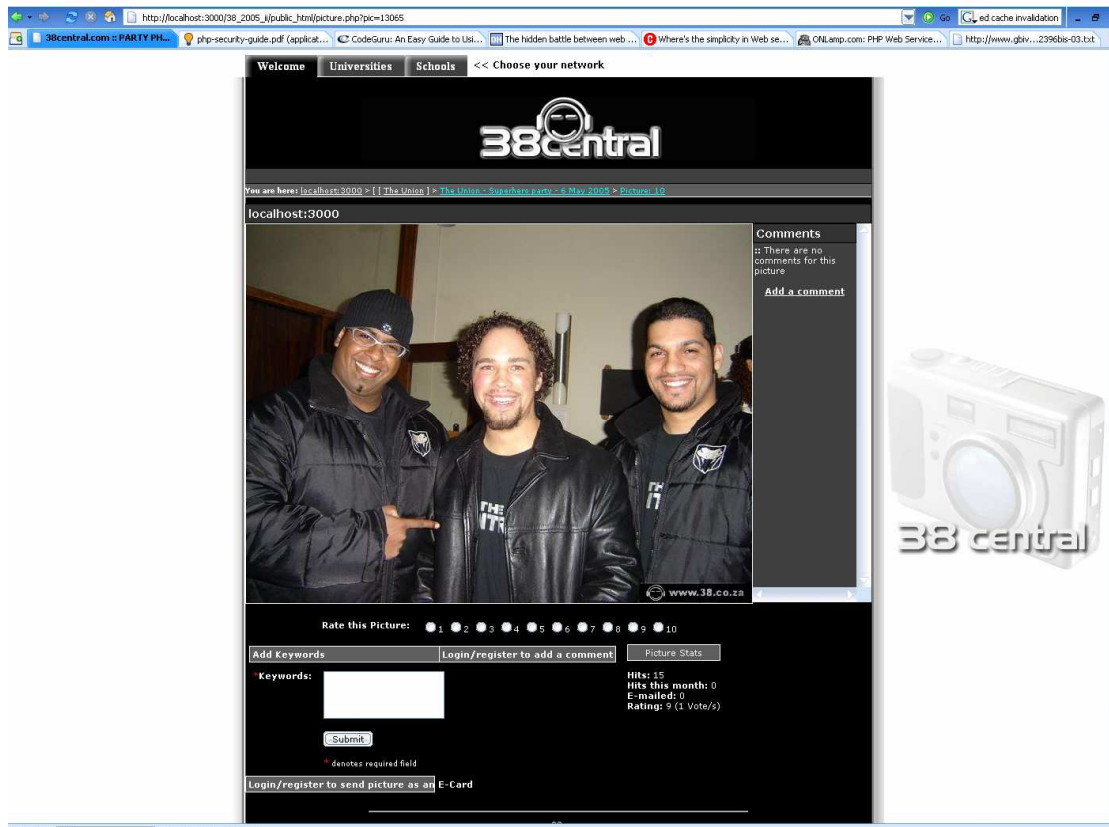 http://localhost:3000/38_2005_ii/public_html/picture.php?pic=13065
Go
ed cache invalidation
38central.com :: PARTY PH...
php-security-guide.pdf (applicat...
CodeGuru: An Easy Guide to Usi...
The hidden battle between web ...
Where's the simplicity in Web se...
ONLamp.com: PHP Web Service...
http://www.gbiv...2396bis-03.txt
Welcome
Universities
Schools
<< Choose your network
38central
You are here: localhost:3000 > [ [ The Union ] > The Union - Superhero party - 6 May 2005 > Picture: 10
localhost:3000
Comments
:: There are no
comments for this
picture
Add a comment
www.38.co.za
38 central
Rate this Picture: 1 2 3 4 5 6 7 8 9 10
Add Keywords
Login/register to add a comment
Picture Stats
*Keywords:
Hits: 15
Hits this month: 0
E-mailed: 0
Rating: 9 (1 Vote/s)
Submit
* denotes required field
Login/register to send picture as an E-Card